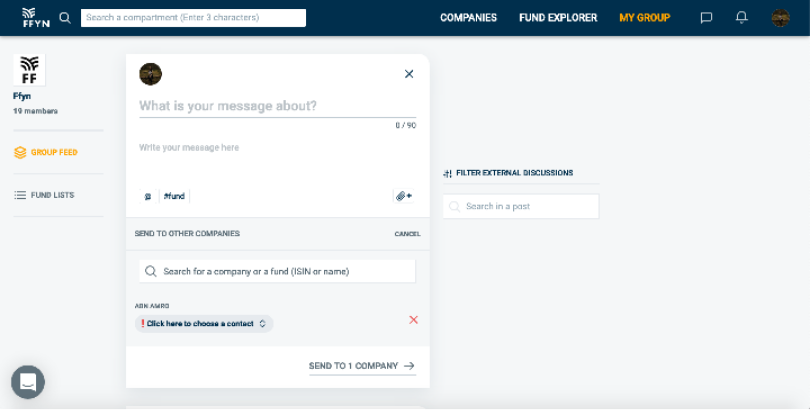 FFYN
Search a compartment (Enter 3 characters)
COMPANIES
FUND EXPLORER
MY GROUP
FF
Ffyn
19 members
GROUP FEED
FUND LISTS
What is your message about?
0 / 90
Write your message here
@
#fund
+
SEND TO OTHER COMPANIES
CANCEL
Search for a company or a fund (ISIN or name)
ABN AMRO
! Click here to choose a contact
SEND TO 1 COMPANY
FILTER EXTERNAL DISCUSSIONS
Search in a post